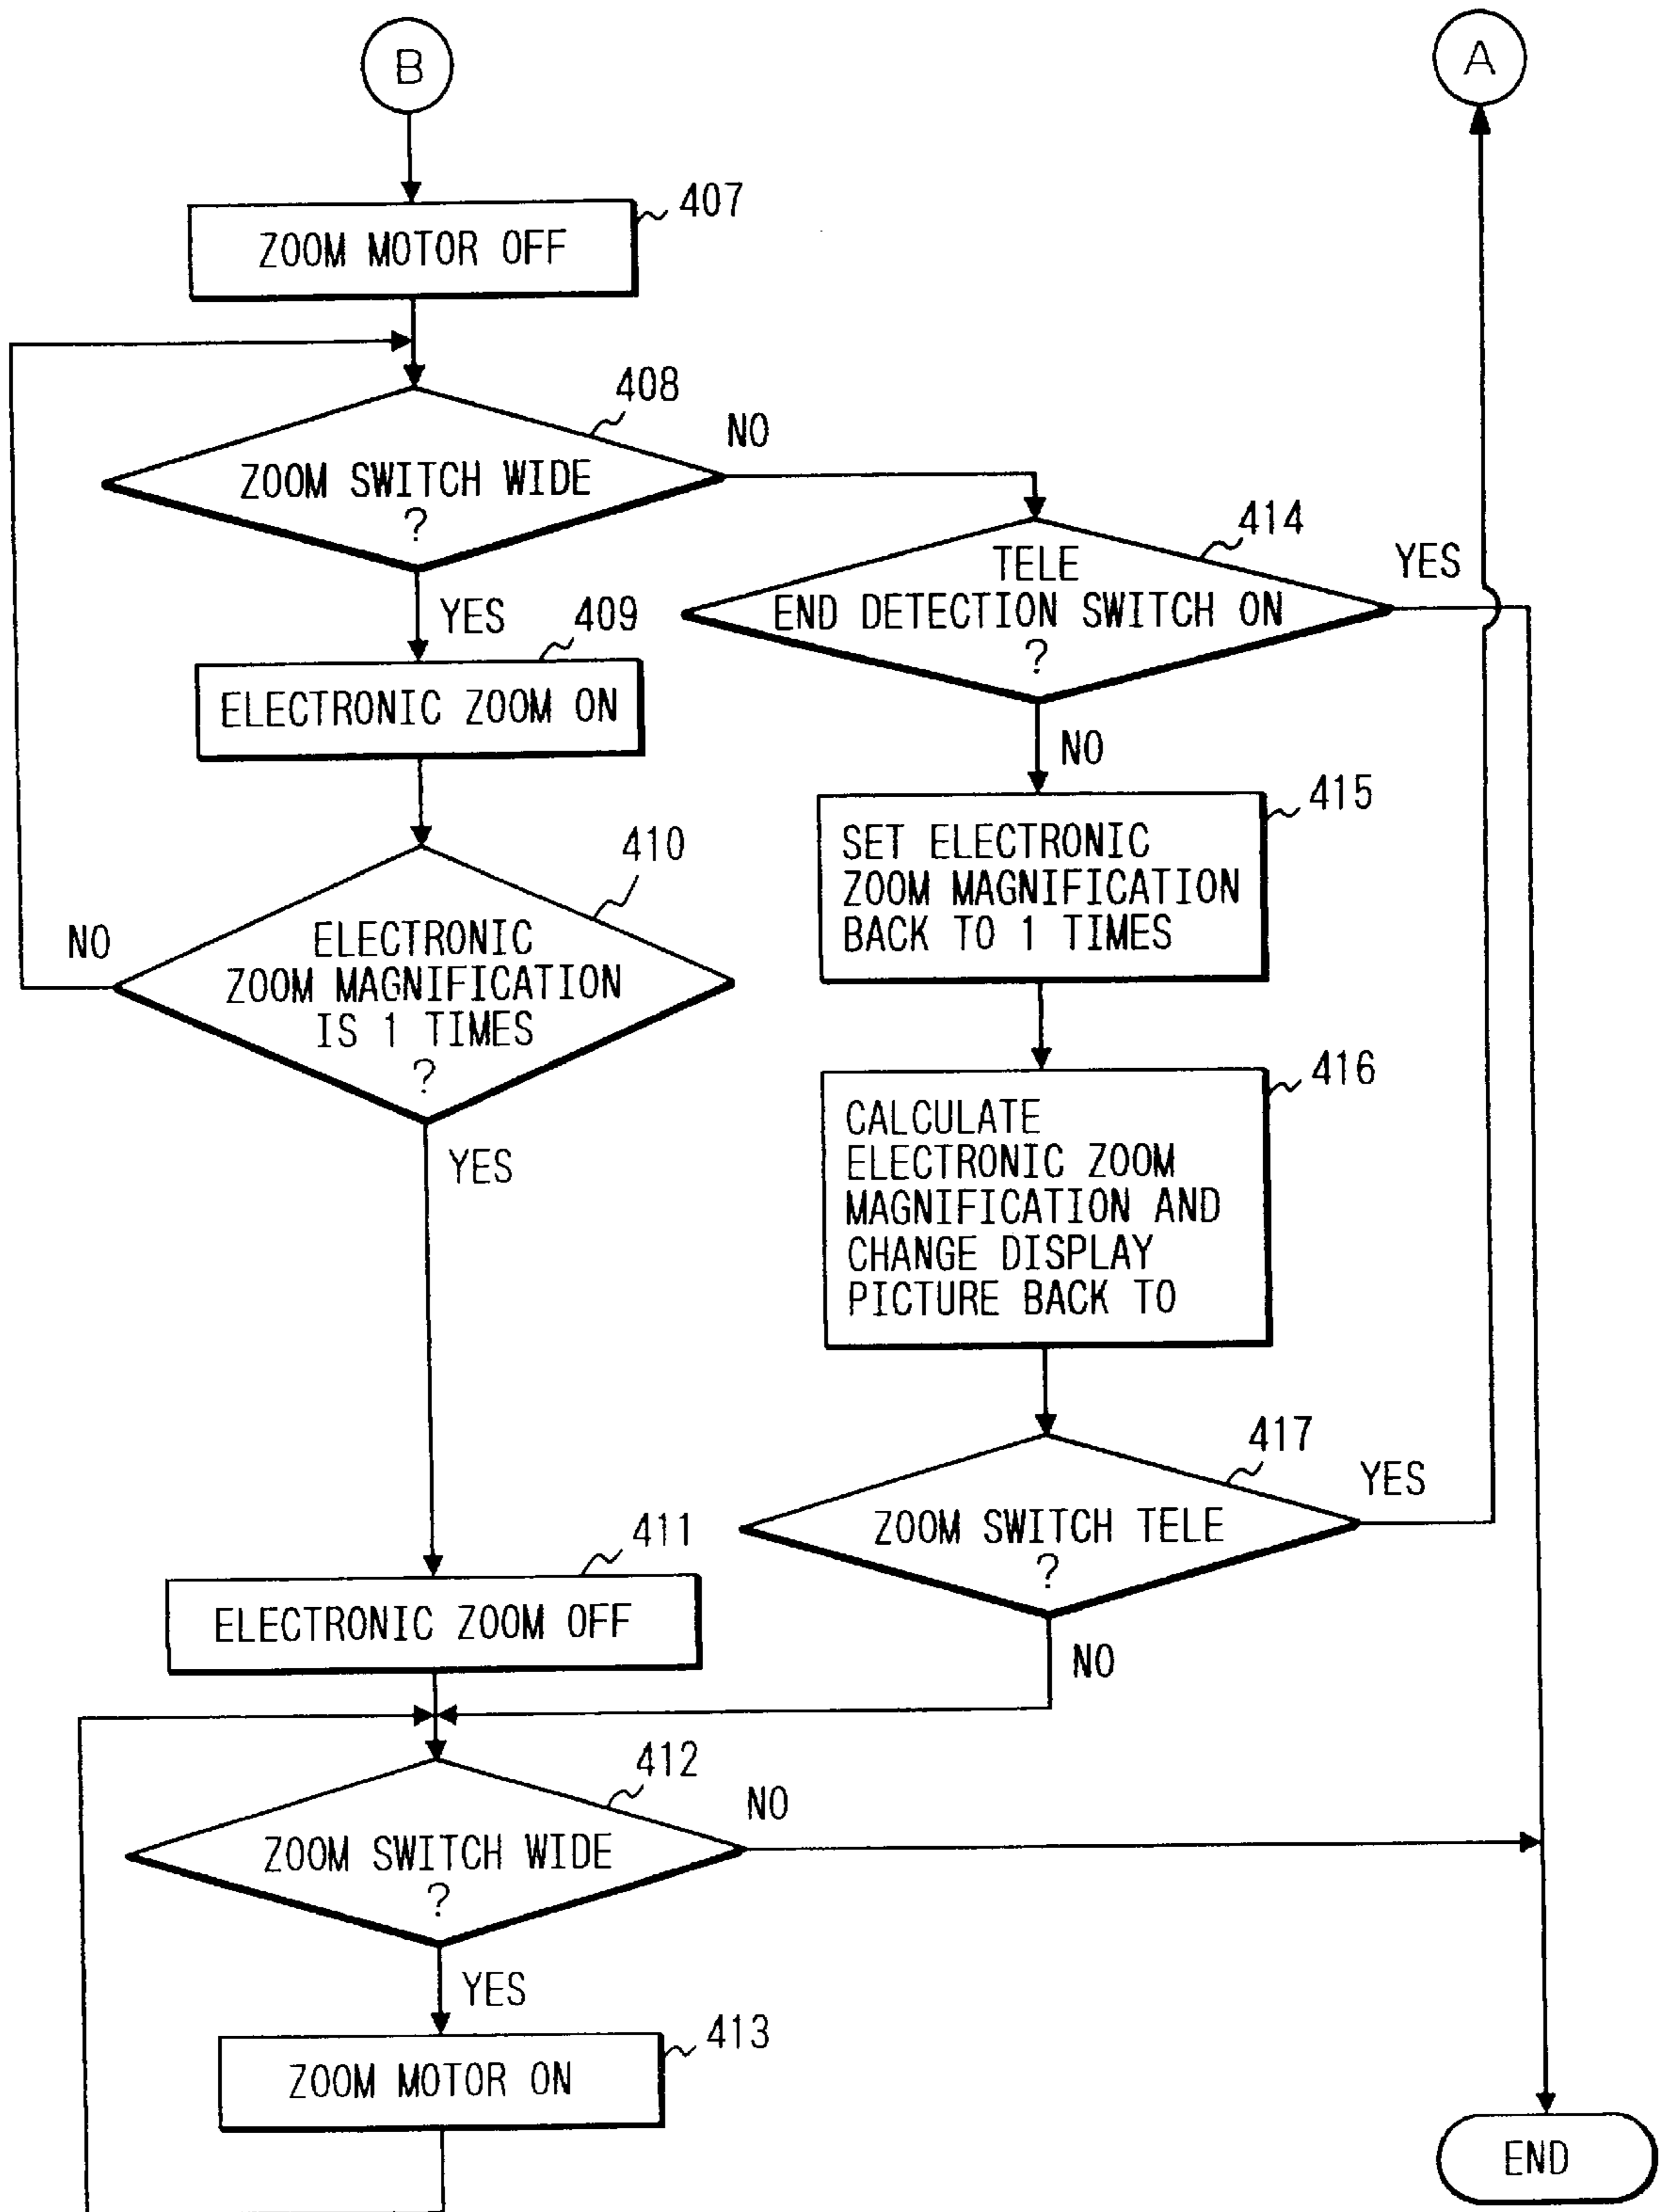 B
A
407
ZOOM MOTOR OFF
408
NO
ZOOM SWITCH WIDE
?
YES
409
ELECTRONIC ZOOM ON
410
NO
ELECTRONIC
ZOOM MAGNIFICATION
IS 1 TIMES
?
YES
414
TELE
END DETECTION SWITCH ON
?
YES
NO
415
SET ELECTRONIC
ZOOM MAGNIFICATION
BACK TO 1 TIMES
416
CALCULATE
ELECTRONIC ZOOM
MAGNIFICATION AND
CHANGE DISPLAY
PICTURE BACK TO
417
YES
ZOOM SWITCH TELE
?
NO
411
ELECTRONIC ZOOM OFF
412
NO
ZOOM SWITCH WIDE
?
YES
413
ZOOM MOTOR ON
END